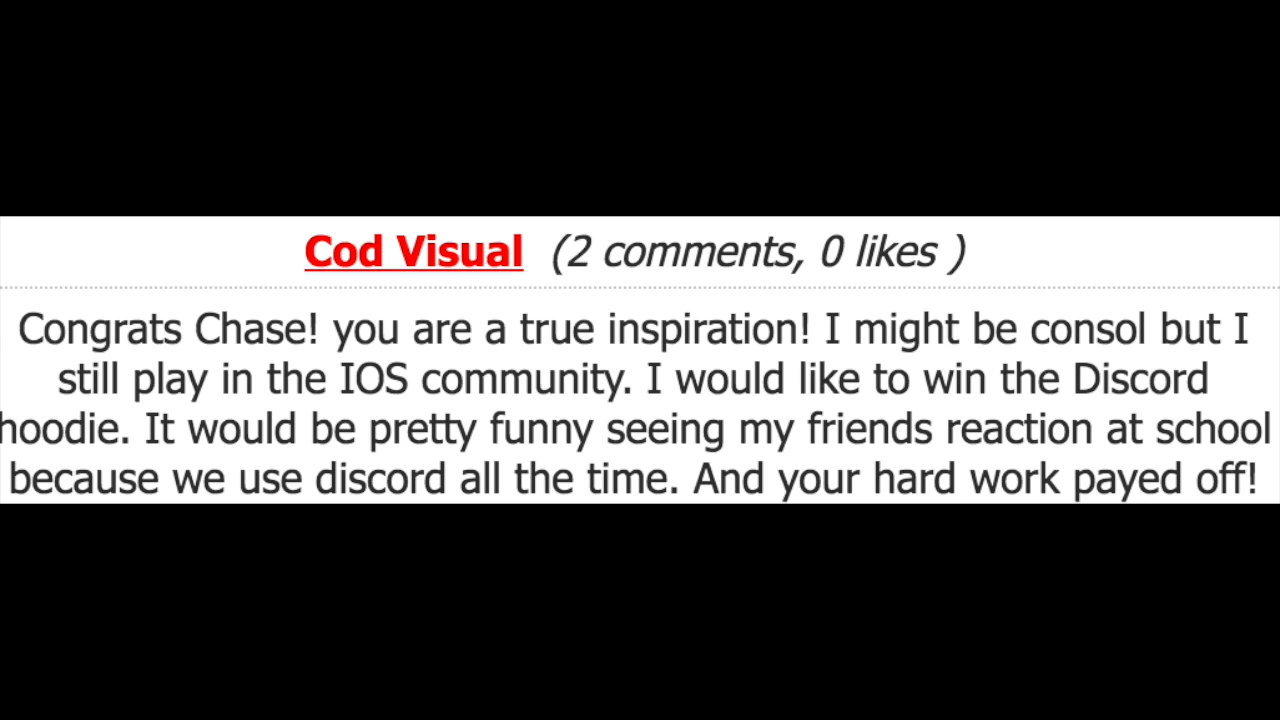 Cod Visual (2 comments, 0 likes )
Congrats Chase! you are a true inspiration! I might be consol but I
still play in the IOS community. I would like to win the Discord
hoodie. It would be pretty funny seeing my friends reaction at school
because we use discord all the time. And your hard work payed off!